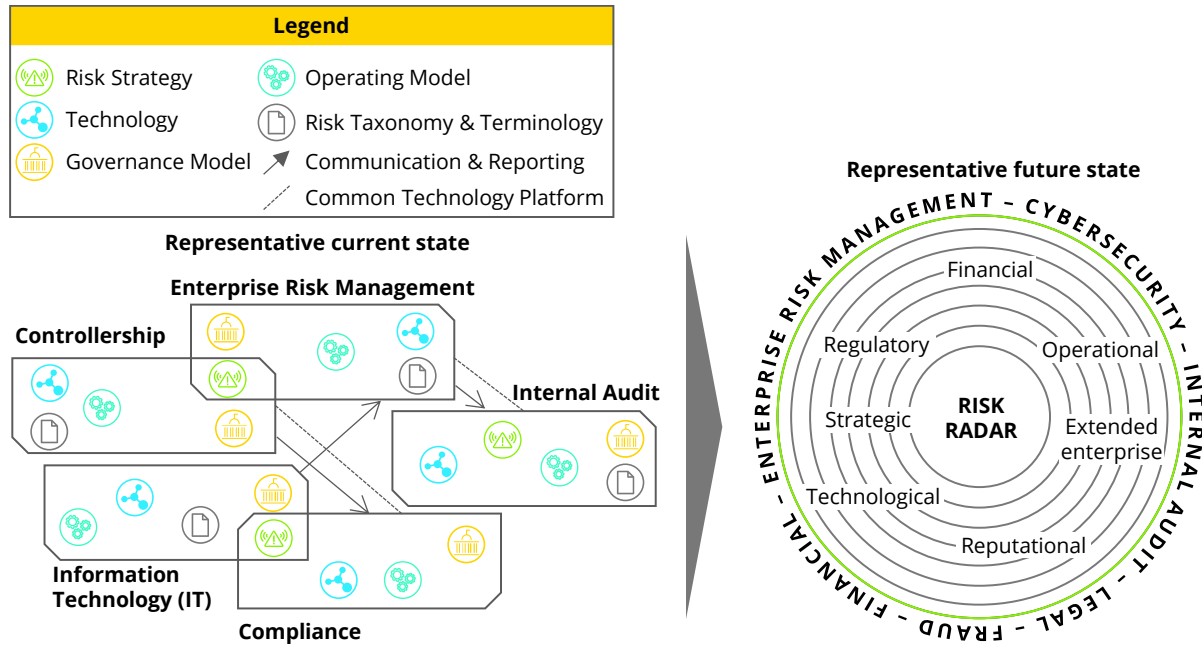 Legend
Risk Strategy
Operating Model
Technology
Risk Taxonomy & Terminology
Governance Model
Communication & Reporting
Common Technology Platform
Representative current state
Enterprise Risk Management
Controllership
Internal Audit
Information
Technology (IT)
Compliance
Representative future state
ENTERPRISE RISK MANAGEMENT – CYBERSECURITY – INTERNAL AUDIT – LEGAL – FRAUD – FINANCIAL –
Financial
Regulatory
Operational
Strategic
RISK
RADAR
Extended
enterprise
Technological
Reputational